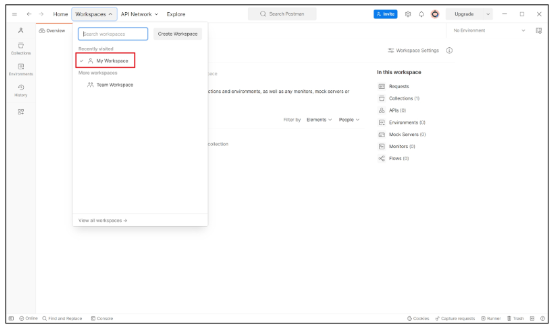 Home Workspaces API Network Explore Search Postman Invite Upgrade
Overview No Environment
Search workspaces Create Workspace
Recently visited
My Workspace
More workspaces
Team Workspace
View all workspaces →
Collections
Environments
History
Workspace Settings
ctions and environments, as well as any monitors, mock servers or
Filter by Elements People
collection
In this workspace
Requests
Collections (1)
APIs (0)
Environments (0)
Mock Servers (0)
Monitors (0)
Flows (0)
Online Find and Replace Console Cookies Capture requests Runner Trash